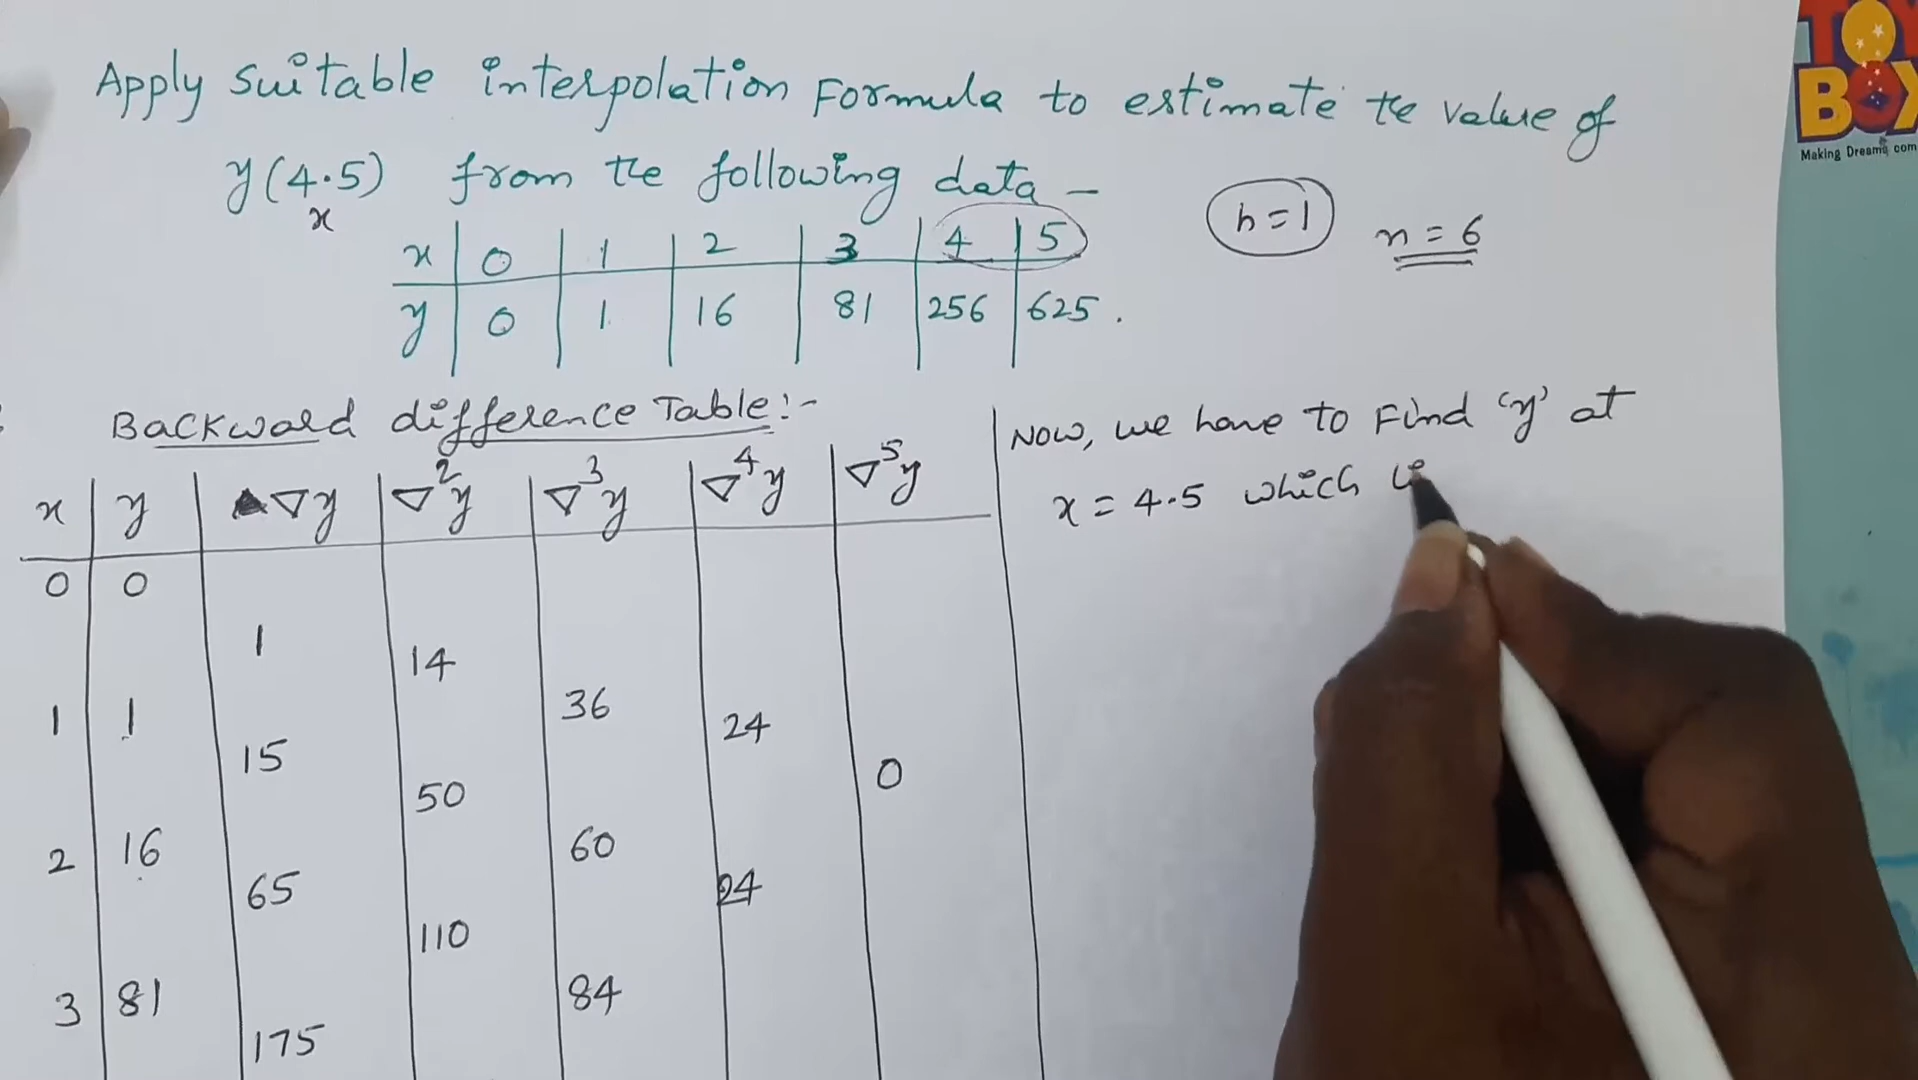 Apply suitable interpolation Formula to estimate te value of
y(4.5) from the following data –
x
h = 1
n = 6
x 0 1 2 3 4 5
y 0 1 16 81 256 625 .
Backward difference Table:-
x y ∇y ∇²y ∇³y ∇⁴y ∇⁵y
0 0
1
14
1 1
36
24
15
50
0
2 16
60
24
65
110
3 81
84
175
Now, we have to Find 'y' at
x = 4.5 which
TOY
BOX
Making Dreams com